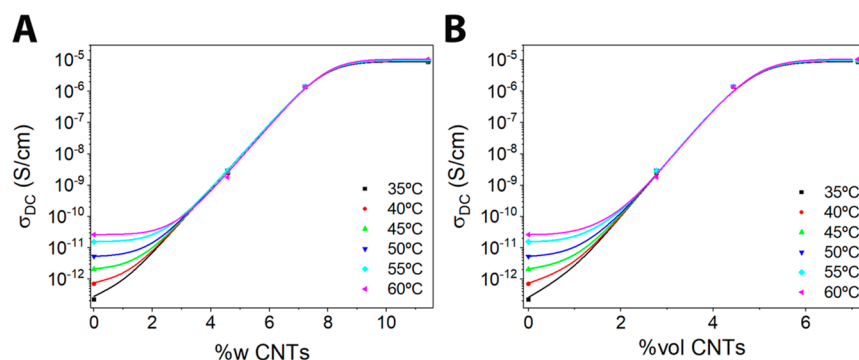 A
σDC (S/cm)
10⁻⁵
10⁻⁶
10⁻⁷
10⁻⁸
10⁻⁹
10⁻¹⁰
10⁻¹¹
10⁻¹²
35ºC
40ºC
45ºC
50ºC
55ºC
60ºC
0 2 4 6 8 10
%w CNTs
B
σDC (S/cm)
10⁻⁵
10⁻⁶
10⁻⁷
10⁻⁸
10⁻⁹
10⁻¹⁰
10⁻¹¹
10⁻¹²
35ºC
40ºC
45ºC
50ºC
55ºC
60ºC
0 2 4 6
%vol CNTs